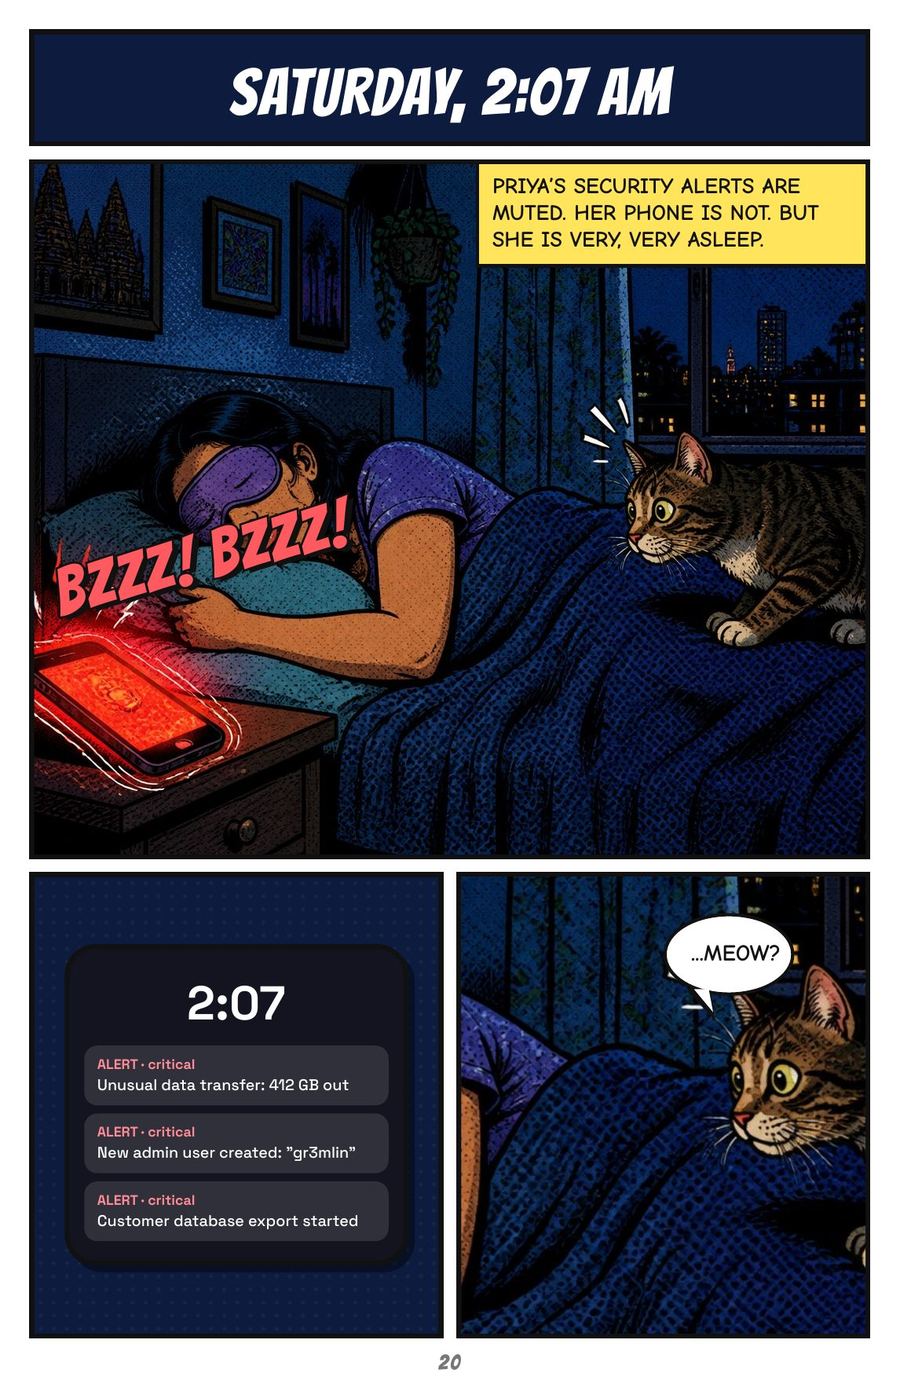 SATURDAY, 2:07 AM
PRIYA'S SECURITY ALERTS ARE
MUTED. HER PHONE IS NOT. BUT
SHE IS VERY, VERY ASLEEP.
BZZZ! BZZZ!
2:07
ALERT · critical
Unusual data transfer: 412 GB out
ALERT · critical
New admin user created: "gr3mlin"
ALERT · critical
Customer database export started
...MEOW?
20